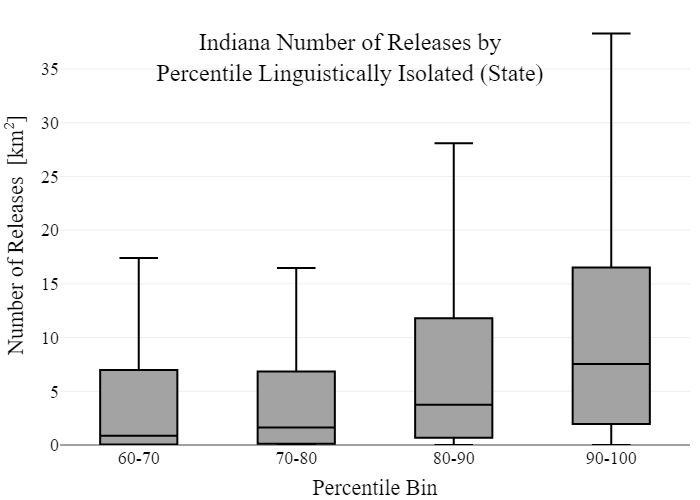 Indiana Number of Releases by
Percentile Linguistically Isolated (State)
Number of Releases [km²]
35
30
25
20
15
10
5
0
60-70 70-80 80-90 90-100
Percentile Bin